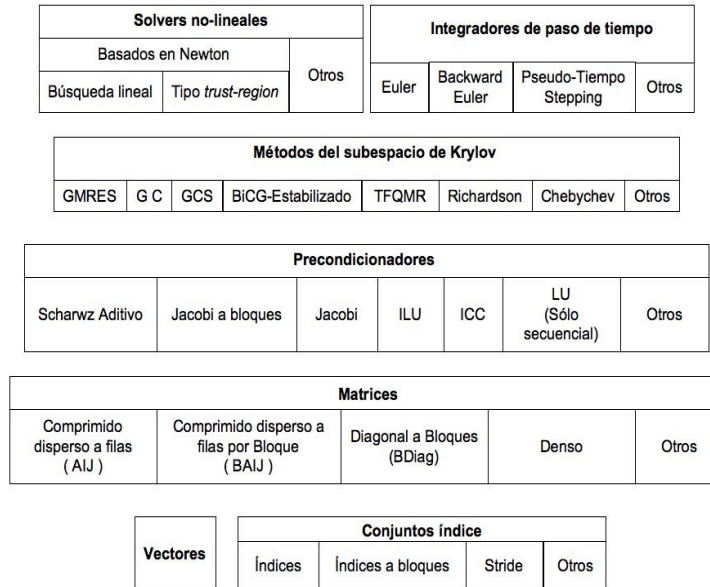 Solvers no-lineales
Basados en Newton
Búsqueda lineal
Tipo trust-region
Otros
Integradores de paso de tiempo
Euler
Backward
Euler
Pseudo-Tiempo
Stepping
Otros
Métodos del subespacio de Krylov
GMRES
G C
GCS
BiCG-Estabilizado
TFQMR
Richardson
Chebychev
Otros
Precondicionadores
Scharwz Aditivo
Jacobi a bloques
Jacobi
ILU
ICC
LU
(Sólo
secuencial)
Otros
Matrices
Comprimido
disperso a filas
( AIJ )
Comprimido disperso a
filas por Bloque
( BAIJ )
Diagonal a Bloques
(BDiag)
Denso
Otros
Vectores
Conjuntos índice
Índices
Índices a bloques
Stride
Otros